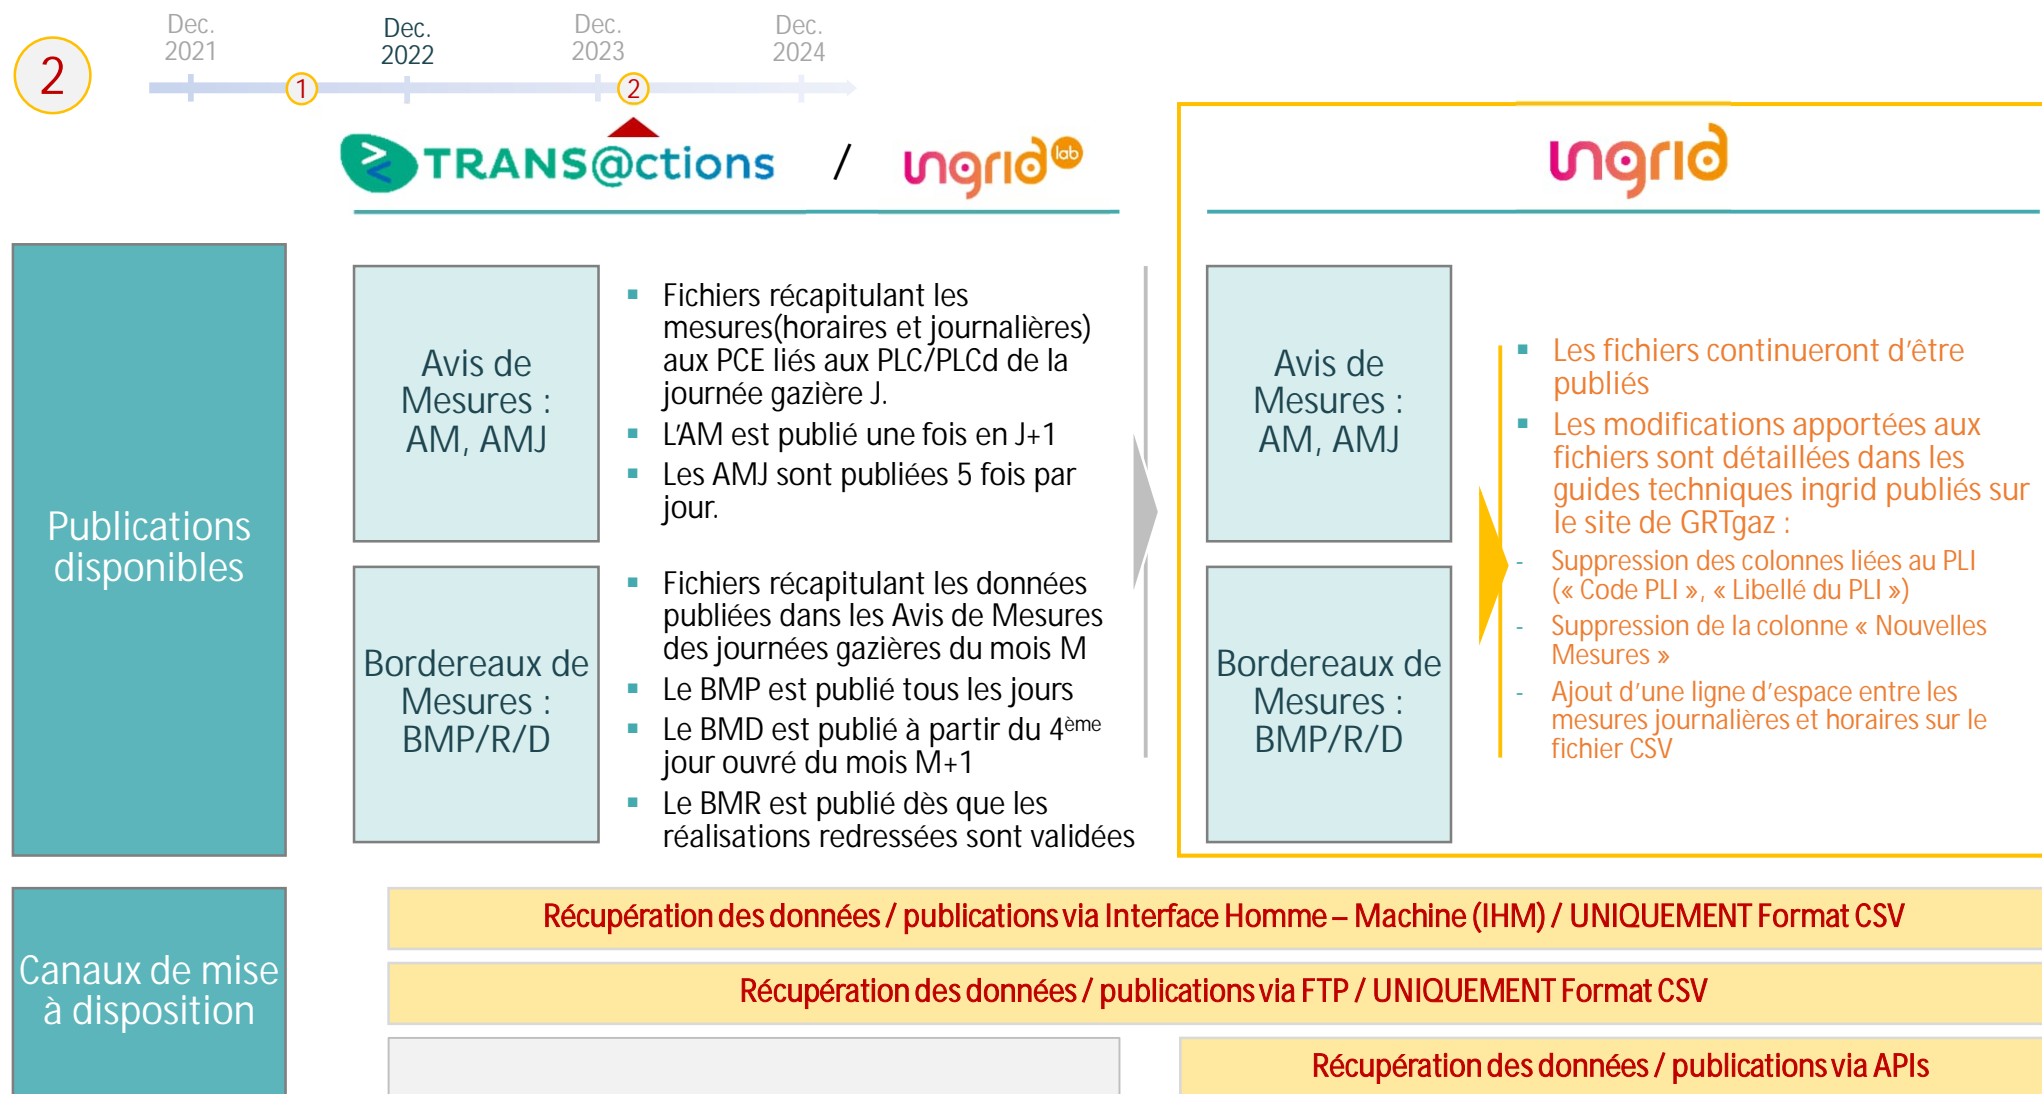 2
Dec.
2021
Dec.
2022
Dec.
2023
Dec.
2024
1
2
TRANS@ctions
/
ingrid lab
ingrid
Publications
disponibles
Avis de
Mesures :
AM, AMJ
Fichiers récapitulant les
mesures(horaires et journalières)
aux PCE liés aux PLC/PLCd de la
journée gazière J.
L'AM est publié une fois en J+1
Les AMJ sont publiées 5 fois par
jour.
Bordereaux de
Mesures :
BMP/R/D
Fichiers récapitulant les données
publiées dans les Avis de Mesures
des journées gazières du mois M
Le BMP est publié tous les jours
Le BMD est publié à partir du 4ème
jour ouvré du mois M+1
Le BMR est publié dès que les
réalisations redressées sont validées
Avis de
Mesures :
AM, AMJ
Bordereaux de
Mesures :
BMP/R/D
Les fichiers continueront d'être
publiés
Les modifications apportées aux
fichiers sont détaillées dans les
guides techniques ingrid publiés sur
le site de GRTgaz :
- Suppression des colonnes liées au PLI
(« Code PLI », « Libellé du PLI »)
- Suppression de la colonne « Nouvelles
Mesures »
- Ajout d'une ligne d'espace entre les
mesures journalières et horaires sur le
fichier CSV
Canaux de mise
à disposition
Récupération des données / publications via Interface Homme – Machine (IHM) / UNIQUEMENT Format CSV
Récupération des données / publications via FTP / UNIQUEMENT Format CSV
Récupération des données / publications via APIs